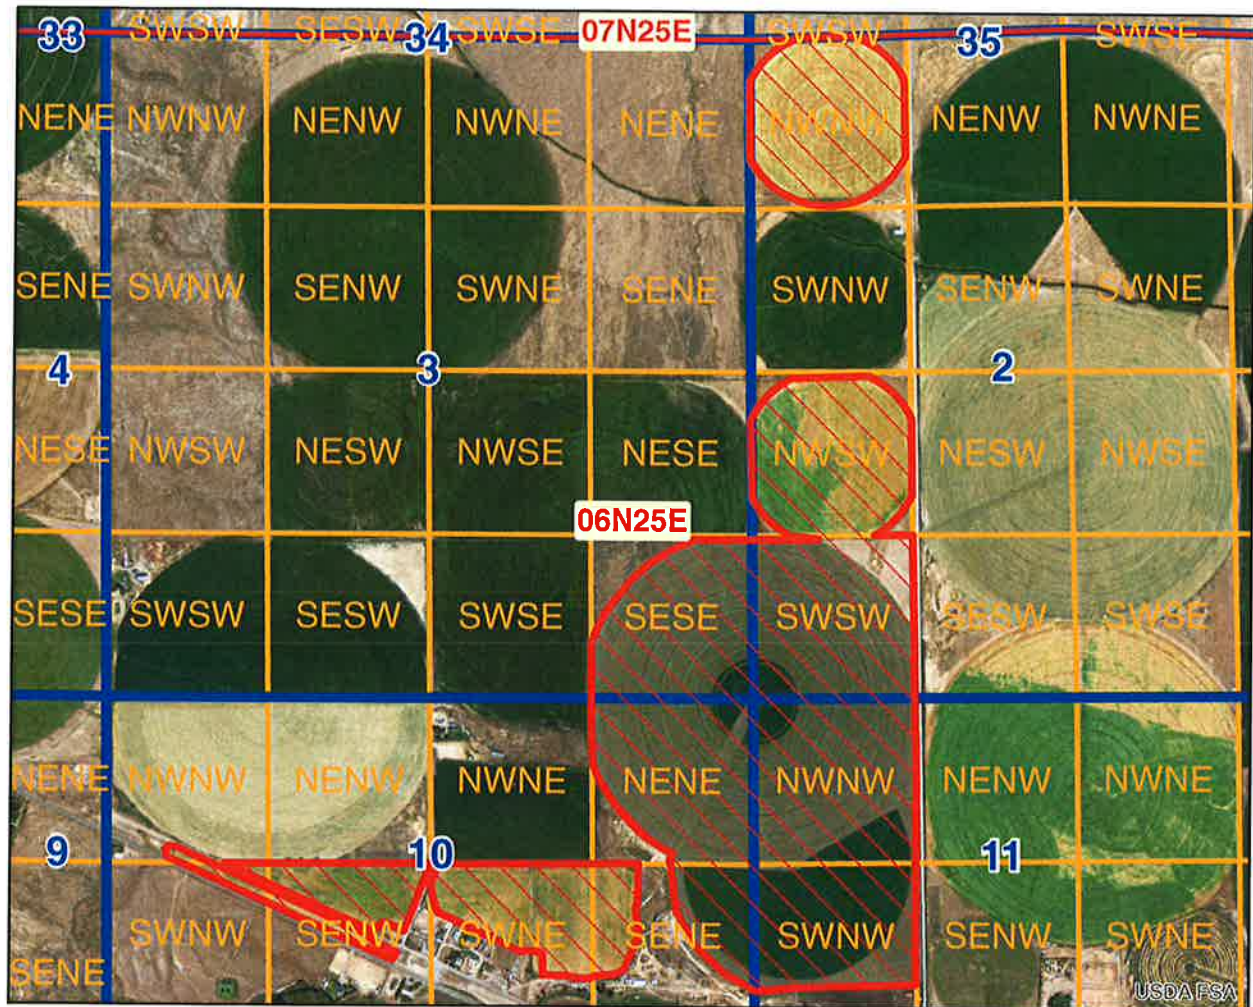 33 SWSW SESW 34 SWSE 07N25E SWSW 35 SWSE
NENE NWNW NENW NWNE NENE NWNW NENW NWNE
SENE SWNW SENW SWNE SENE SWNW SENW SWNE
4 3 2
NESE NWSW NESW NWSE NESE NWSW NESW NWSE
06N25E
SESE SWSW SESW SWSE SESE SWSW SESW SWSE
NENE NWNW NENW NWNE NENE NWNW NENW NWNE
9 10 11
SWNW SENW SWNE SENE SWNW SENW SWNE
SENE
USDA FSA